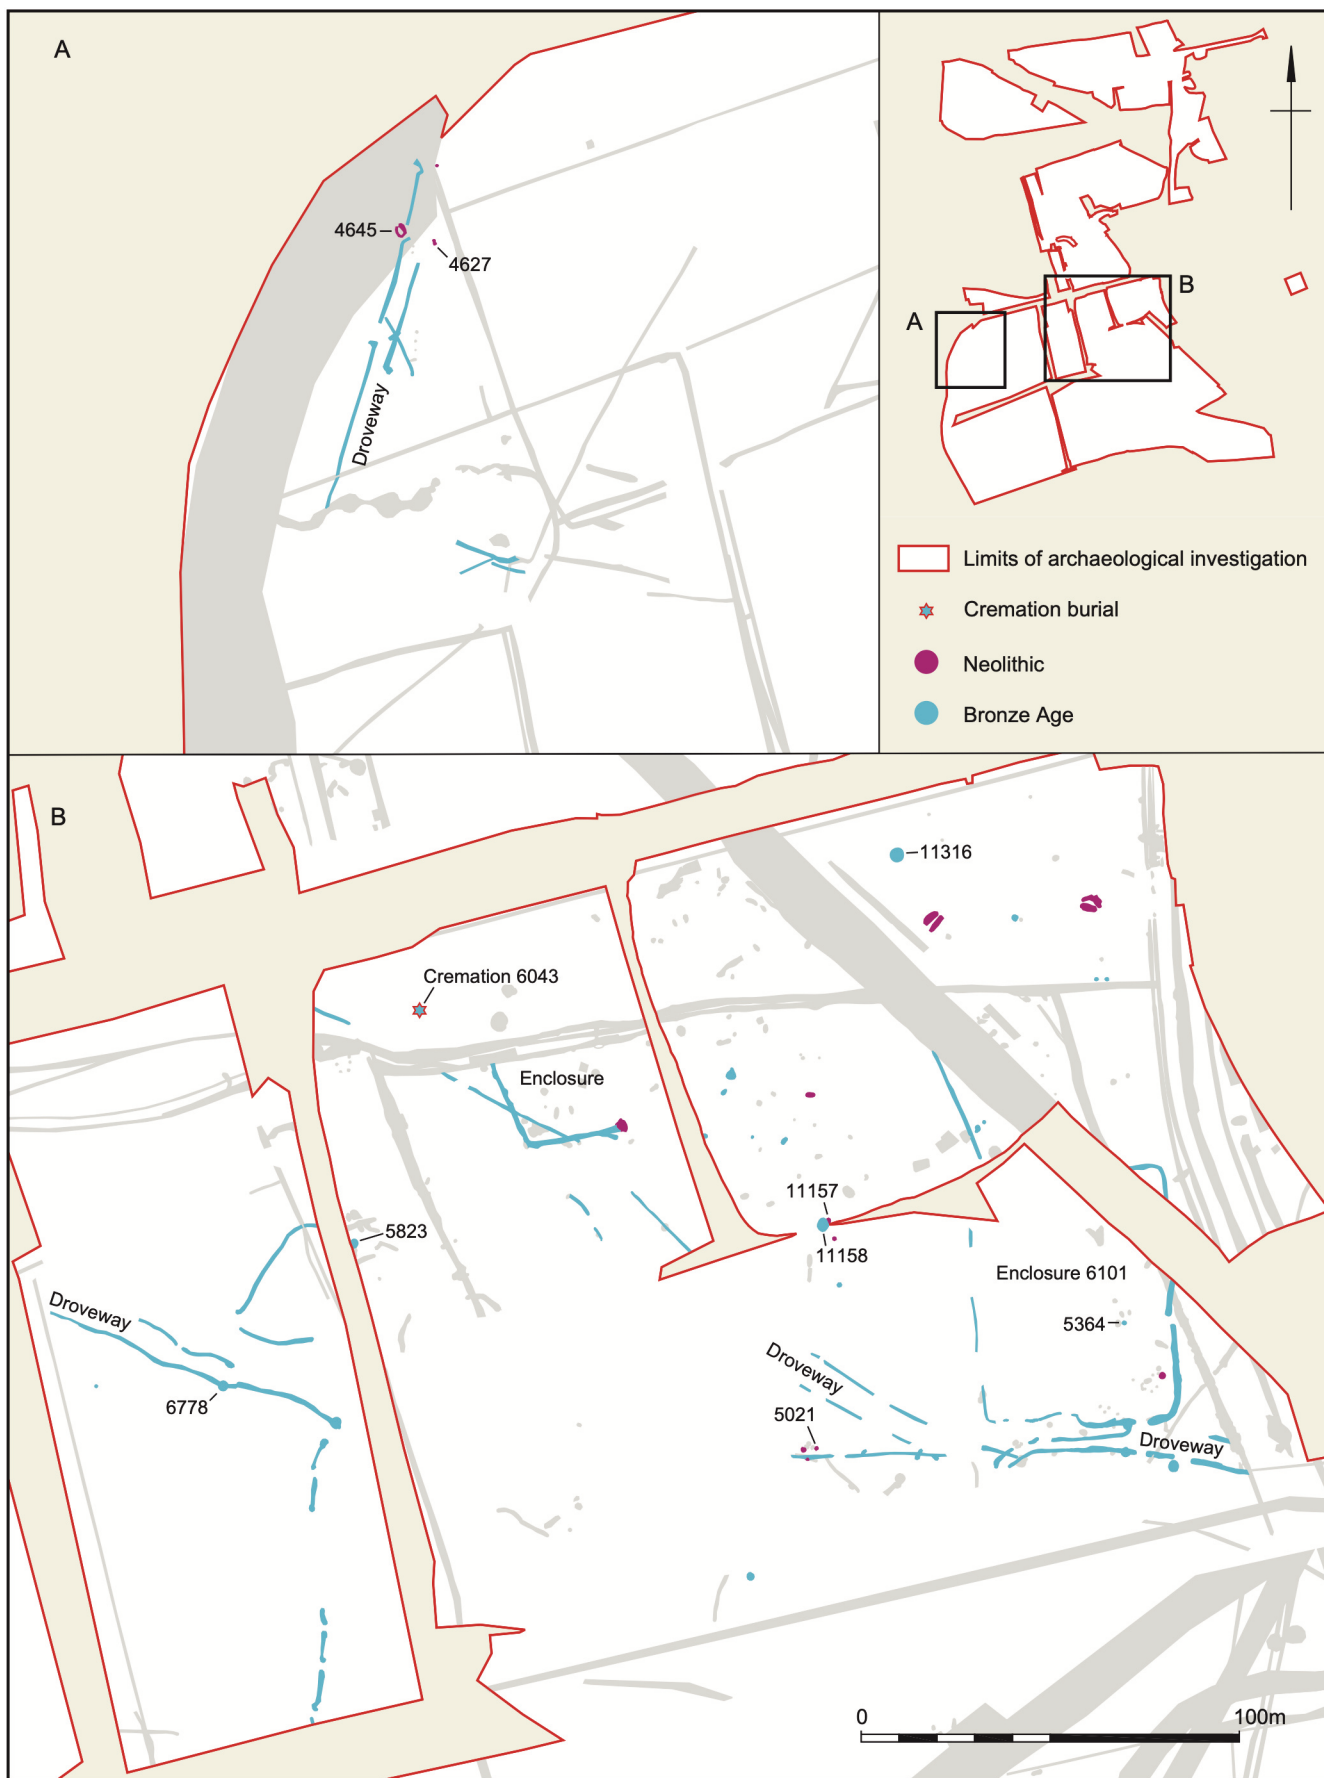 A
4645
4627
Droveway
B
A
Limits of archaeological investigation
Cremation burial
Neolithic
Bronze Age
B
11316
Cremation 6043
Enclosure
11157
5823
11158
Enclosure 6101
Droveway
5364
Droveway
6778
5021
Droveway
0 100m